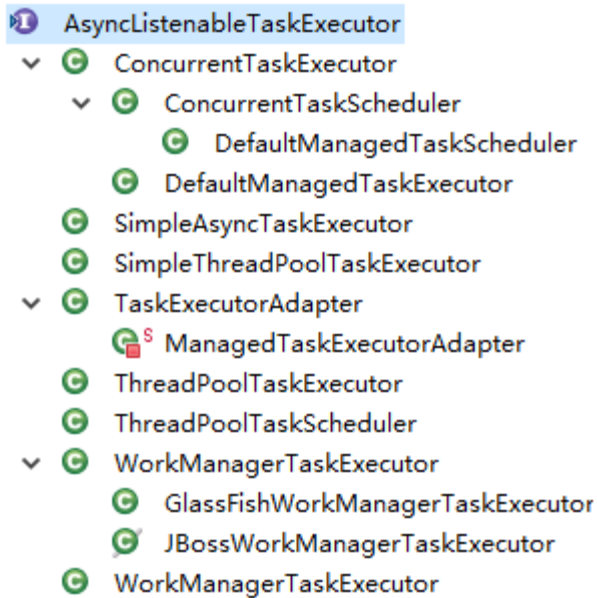 AsyncListenableTaskExecutor
ConcurrentTaskExecutor
ConcurrentTaskScheduler
DefaultManagedTaskScheduler
DefaultManagedTaskExecutor
SimpleAsyncTaskExecutor
SimpleThreadPoolTaskExecutor
TaskExecutorAdapter
ManagedTaskExecutorAdapter
ThreadPoolTaskExecutor
ThreadPoolTaskScheduler
WorkManagerTaskExecutor
GlassFishWorkManagerTaskExecutor
JBossWorkManagerTaskExecutor
WorkManagerTaskExecutor